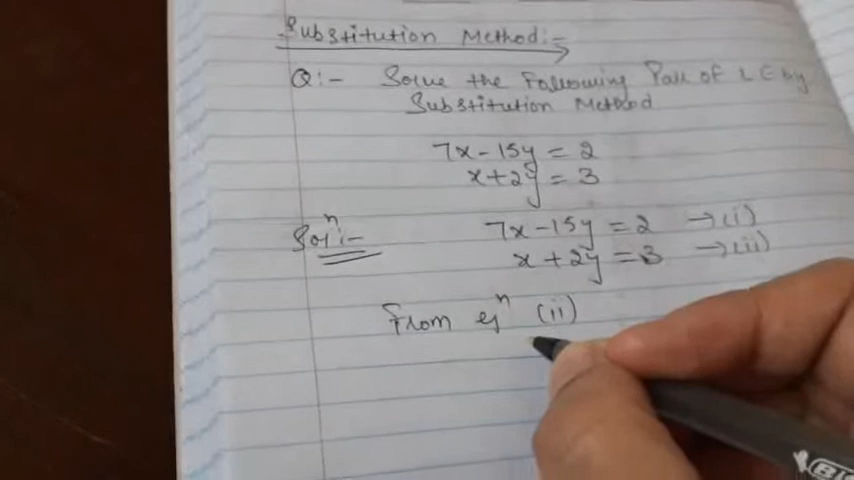 Substitution Method:-
Q:- Solve the Following Pair of LE by
Substitution Method
7x-15y = 2
x+2y = 3
Solⁿ:-
7x-15y = 2 →(i)
x+2y = 3 →(ii)
From eqⁿ (ii)